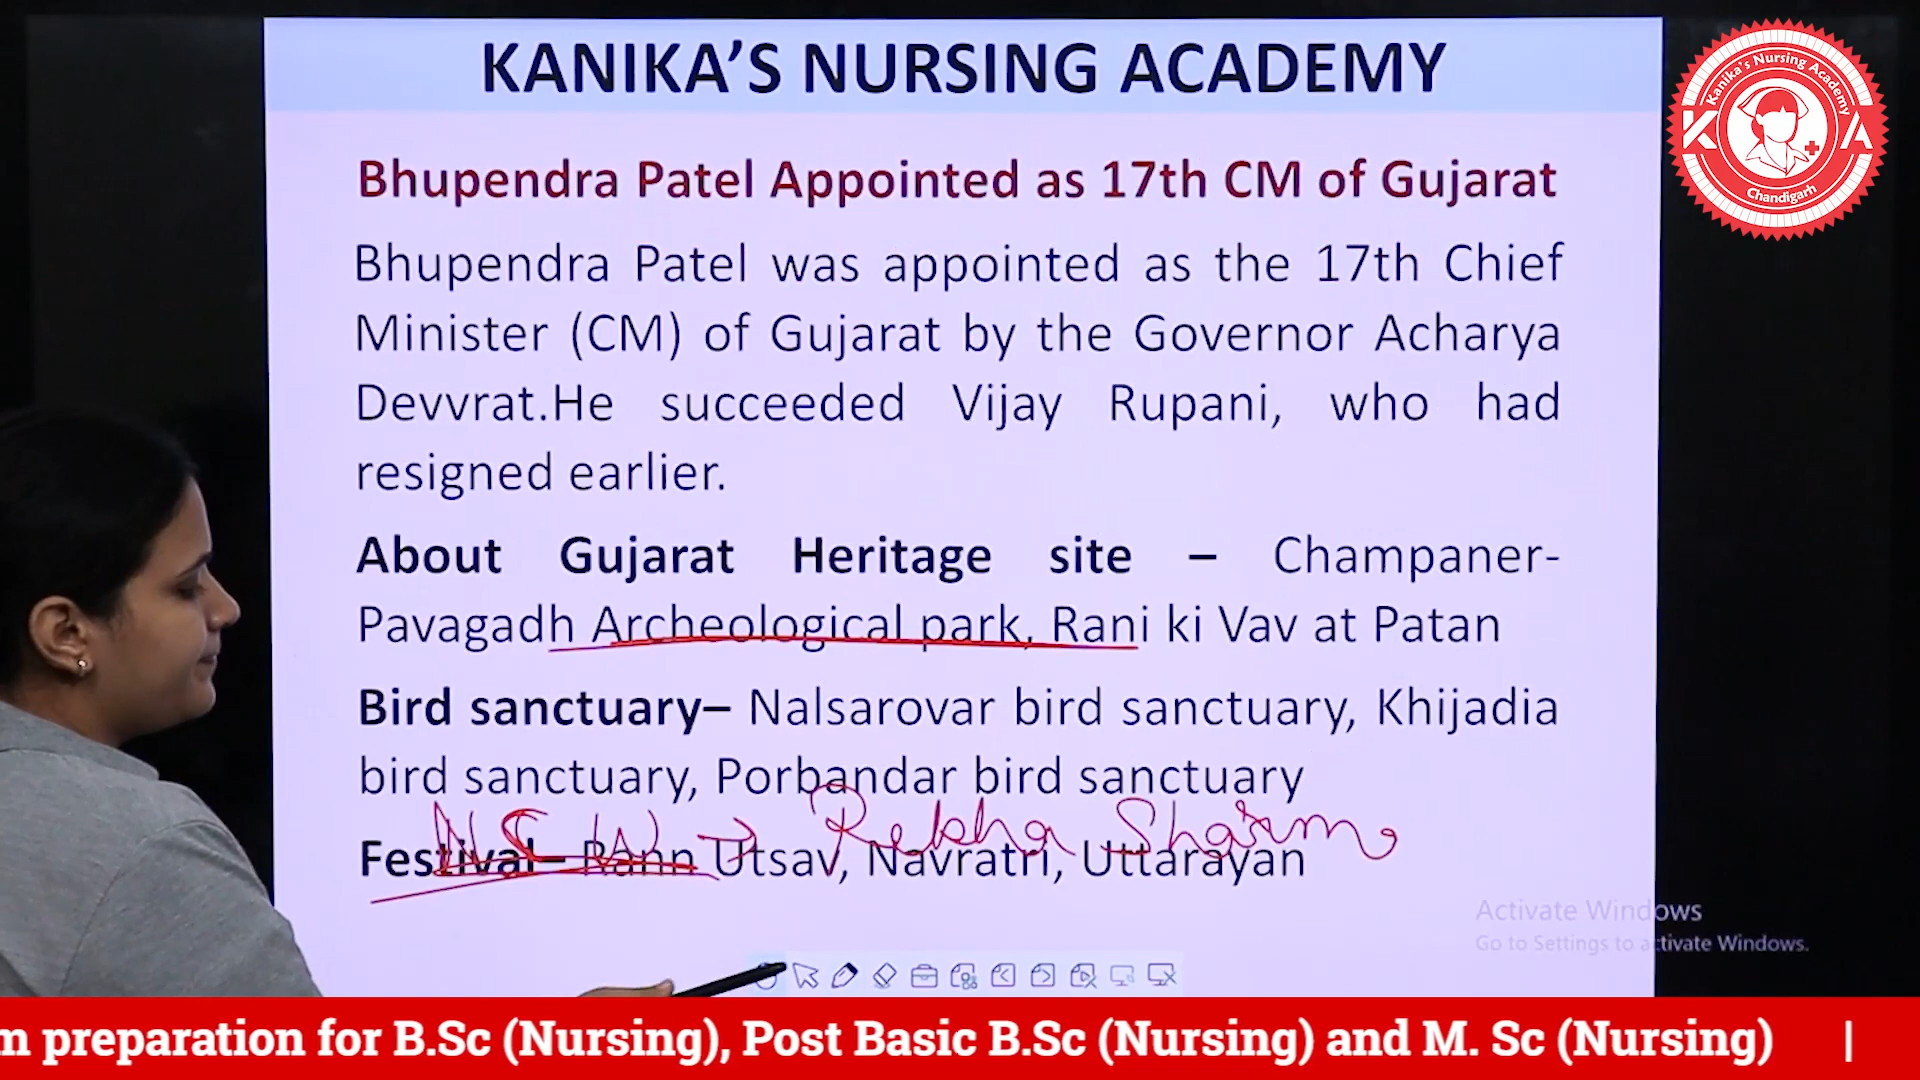 KANIKA’S NURSING ACADEMY
Kanika's Nursing Academy
K A
Chandigarh
Bhupendra Patel Appointed as 17th CM of Gujarat
Bhupendra Patel was appointed as the 17th Chief
Minister (CM) of Gujarat by the Governor Acharya
Devvrat.He succeeded Vijay Rupani, who had
resigned earlier.
About Gujarat Heritage site – Champaner-
Pavagadh Archeological park, Rani ki Vav at Patan
Bird sanctuary– Nalsarovar bird sanctuary, Khijadia
bird sanctuary, Porbandar bird sanctuary
NCW → Rekha Sharma
Festival– Rann Utsav, Navratri, Uttarayan
Activate Windows
Go to Settings to activate Windows.
m preparation for B.Sc (Nursing), Post Basic B.Sc (Nursing) and M. Sc (Nursing) |